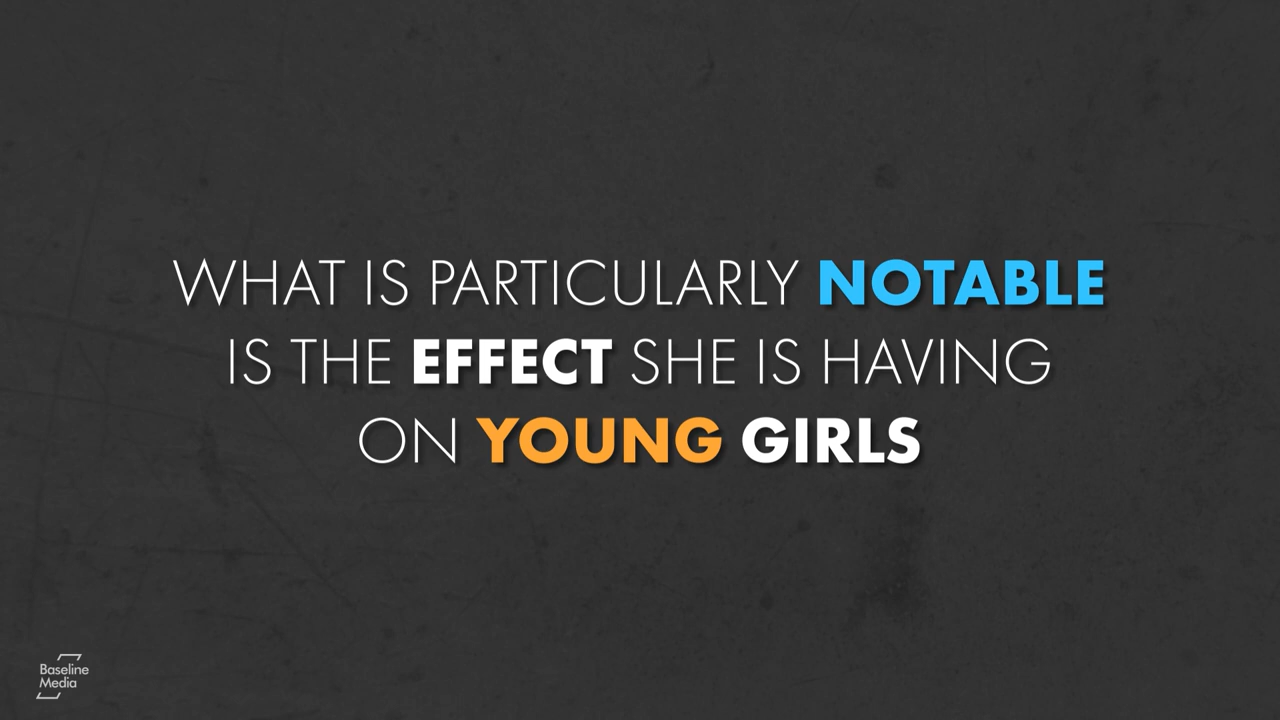 WHAT IS PARTICULARLY NOTABLE
IS THE EFFECT SHE IS HAVING
ON YOUNG GIRLS
Baseline
Media